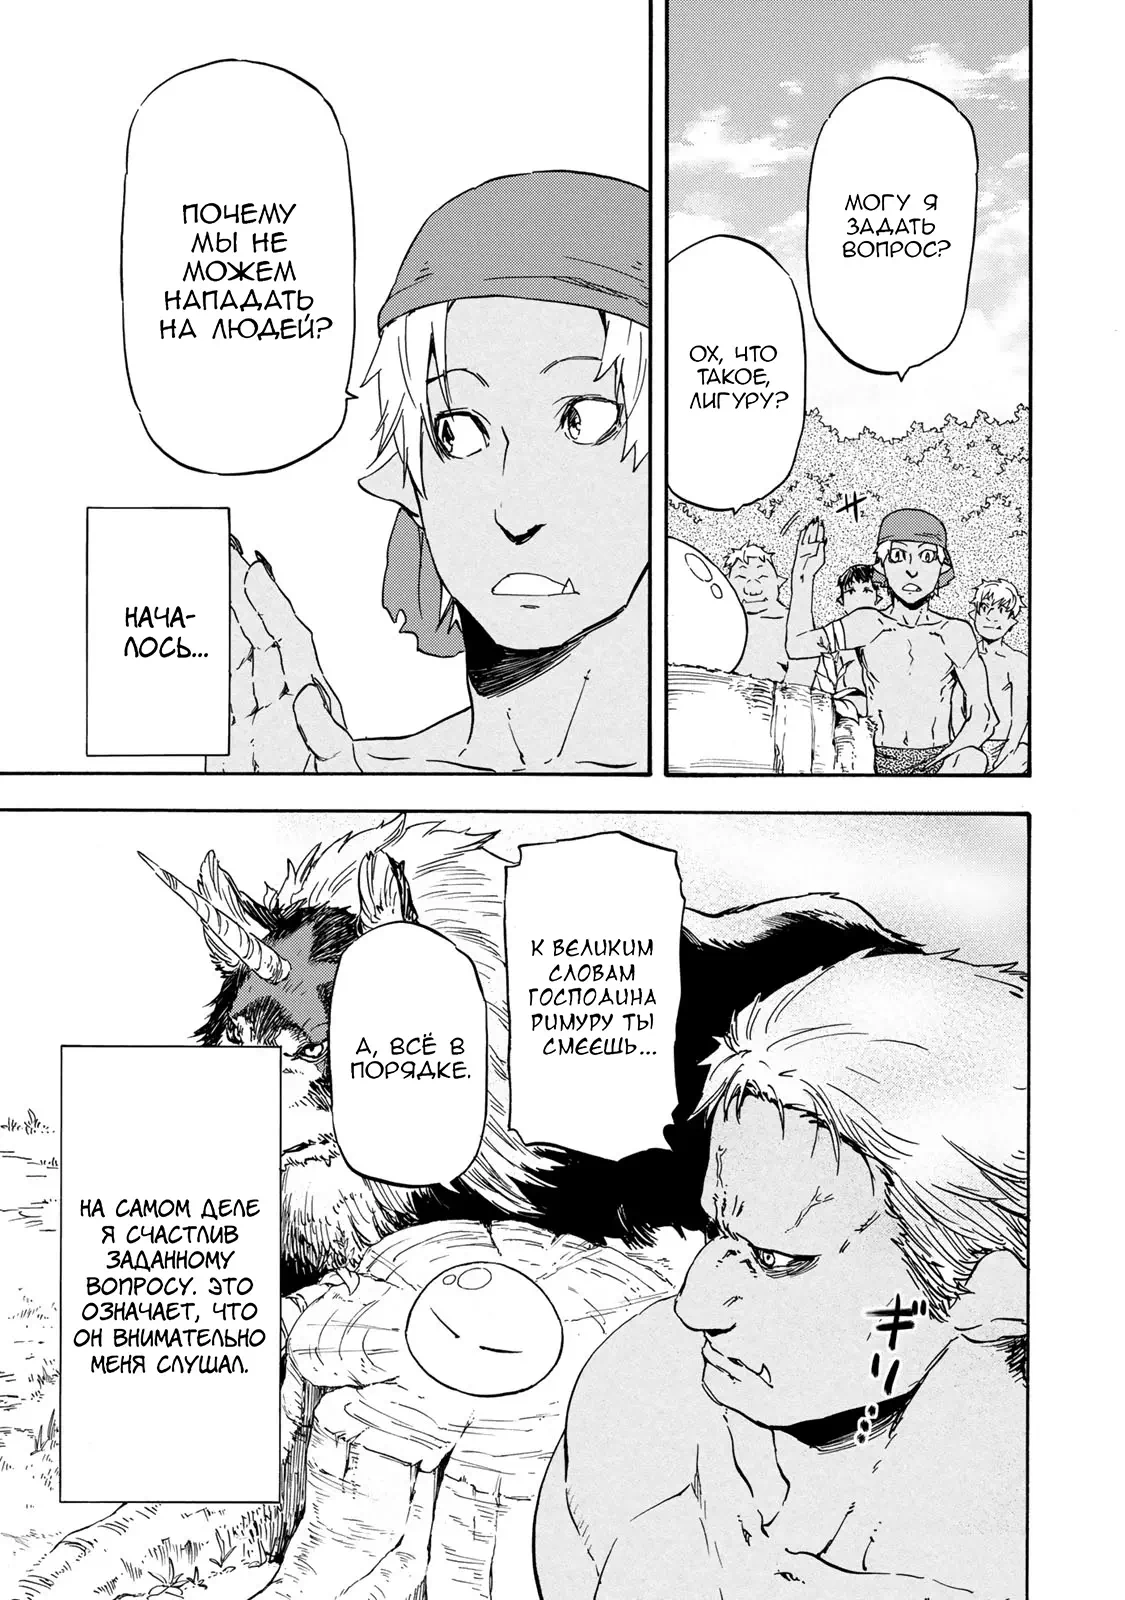 МОГУ Я
ЗАДАТЬ
ВОПРОС?
ОХ, ЧТО
ТАКОЕ,
ЛИГУРУ?
ПОЧЕМУ
МЫ НЕ
МОЖЕМ
НАПАДАТЬ
НА ЛЮДЕЙ?
НАЧА-
ЛОСЬ...
К ВЕЛИКИМ
СЛОВАМ
ГОСПОДИНА
РИМУРУ ТЫ
СМЕЕШЬ...
А, ВСЁ В
ПОРЯДКЕ.
ギリ…
НА САМОМ ДЕЛЕ
Я СЧАСТЛИВ
ЗАДАННОМУ
ВОПРОСУ. ЭТО
ОЗНАЧАЕТ, ЧТО
ОН ВНИМАТЕЛЬНО
МЕНЯ СЛУШАЛ.